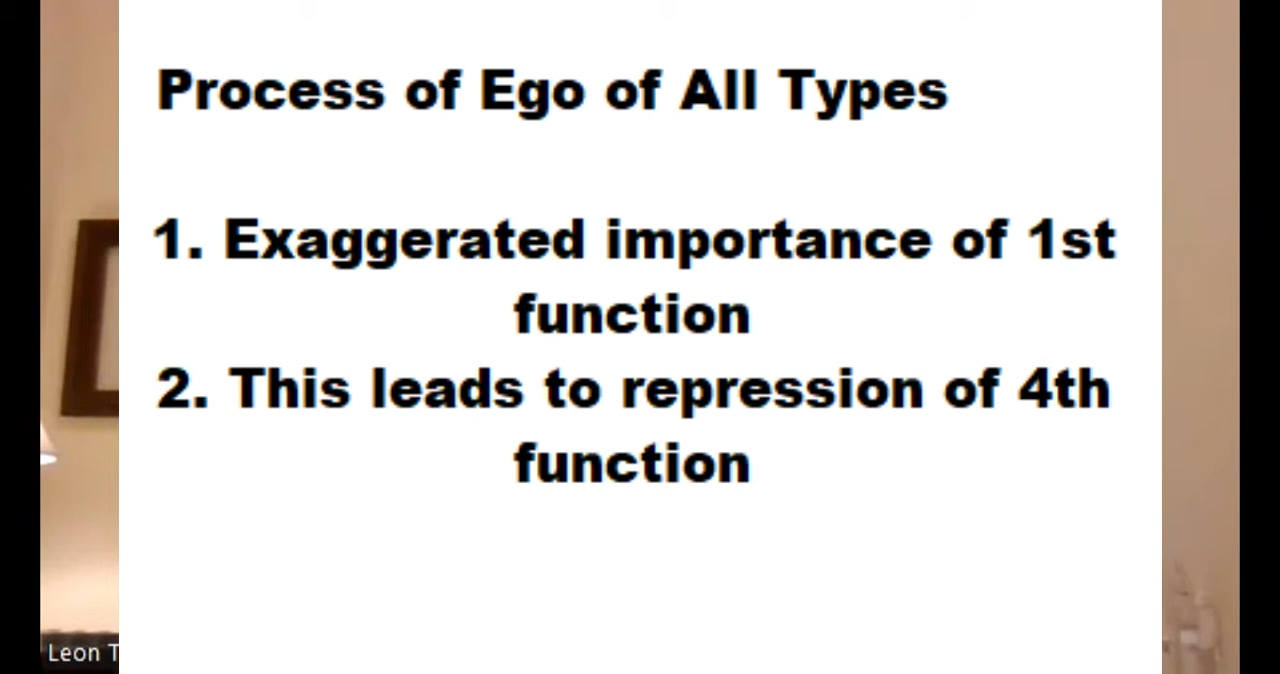 Process of Ego of All Types
1. Exaggerated importance of 1st
function
2. This leads to repression of 4th
function
Leon T